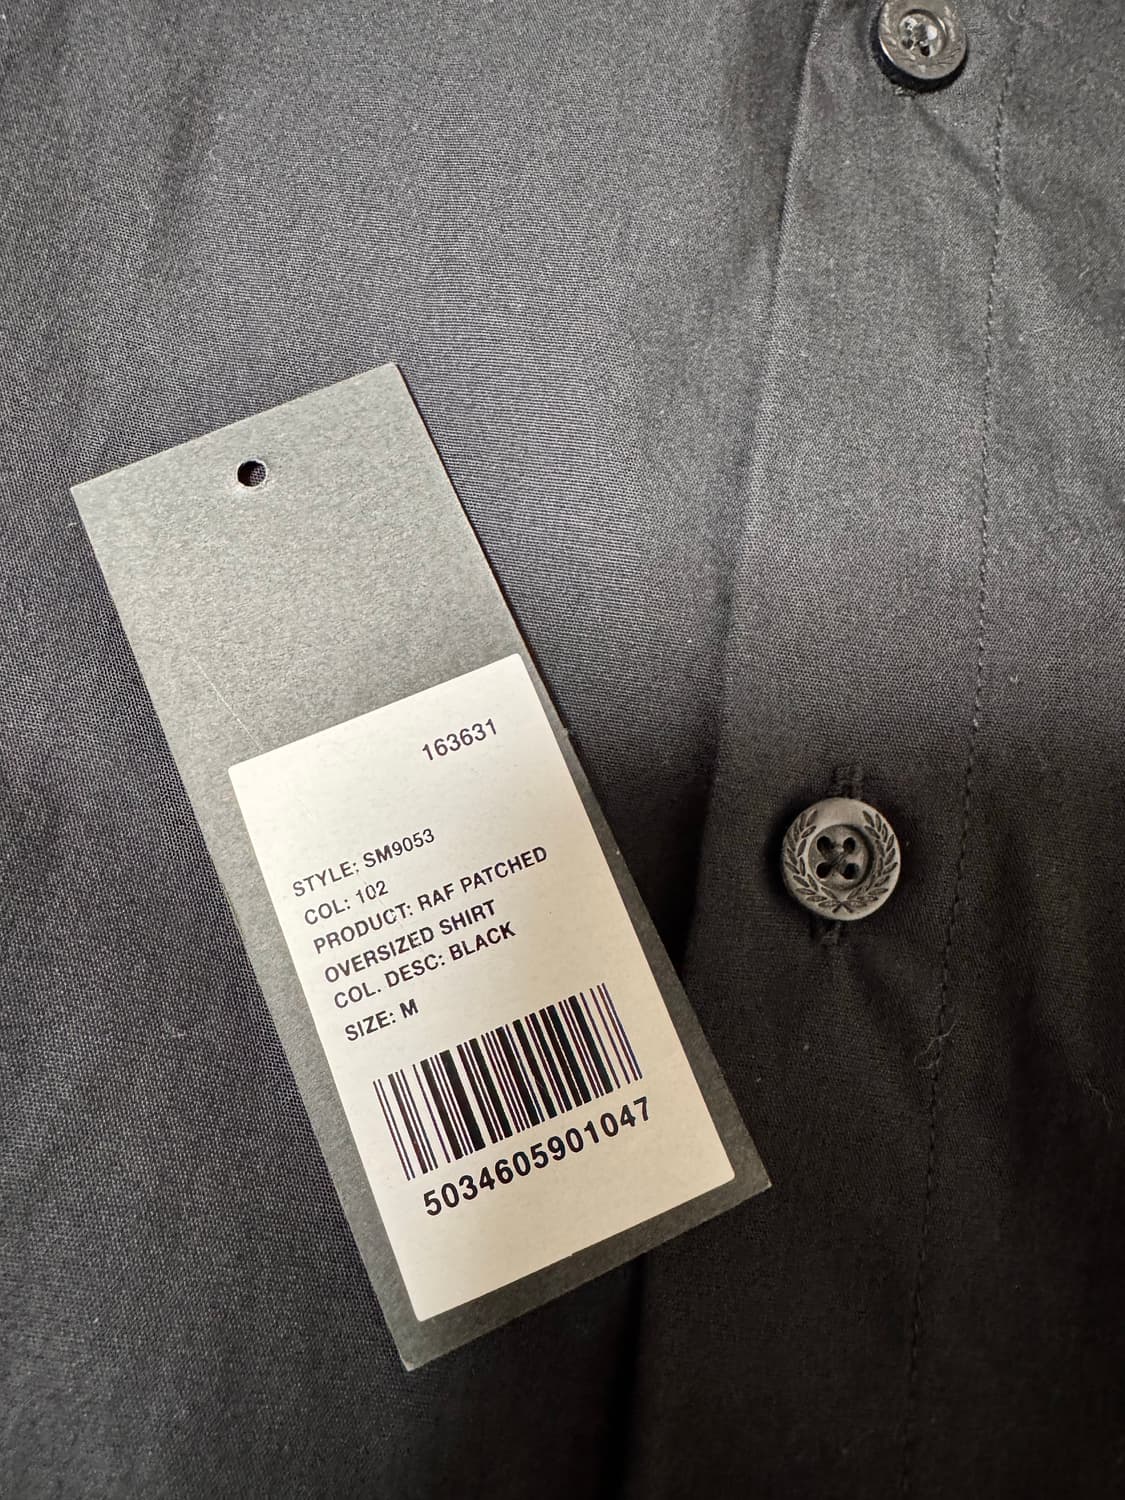 163631
STYLE: SM9053
COL: 102
PRODUCT: RAF PATCHED
OVERSIZED SHIRT
COL. DESC: BLACK
SIZE: M
5034605901047